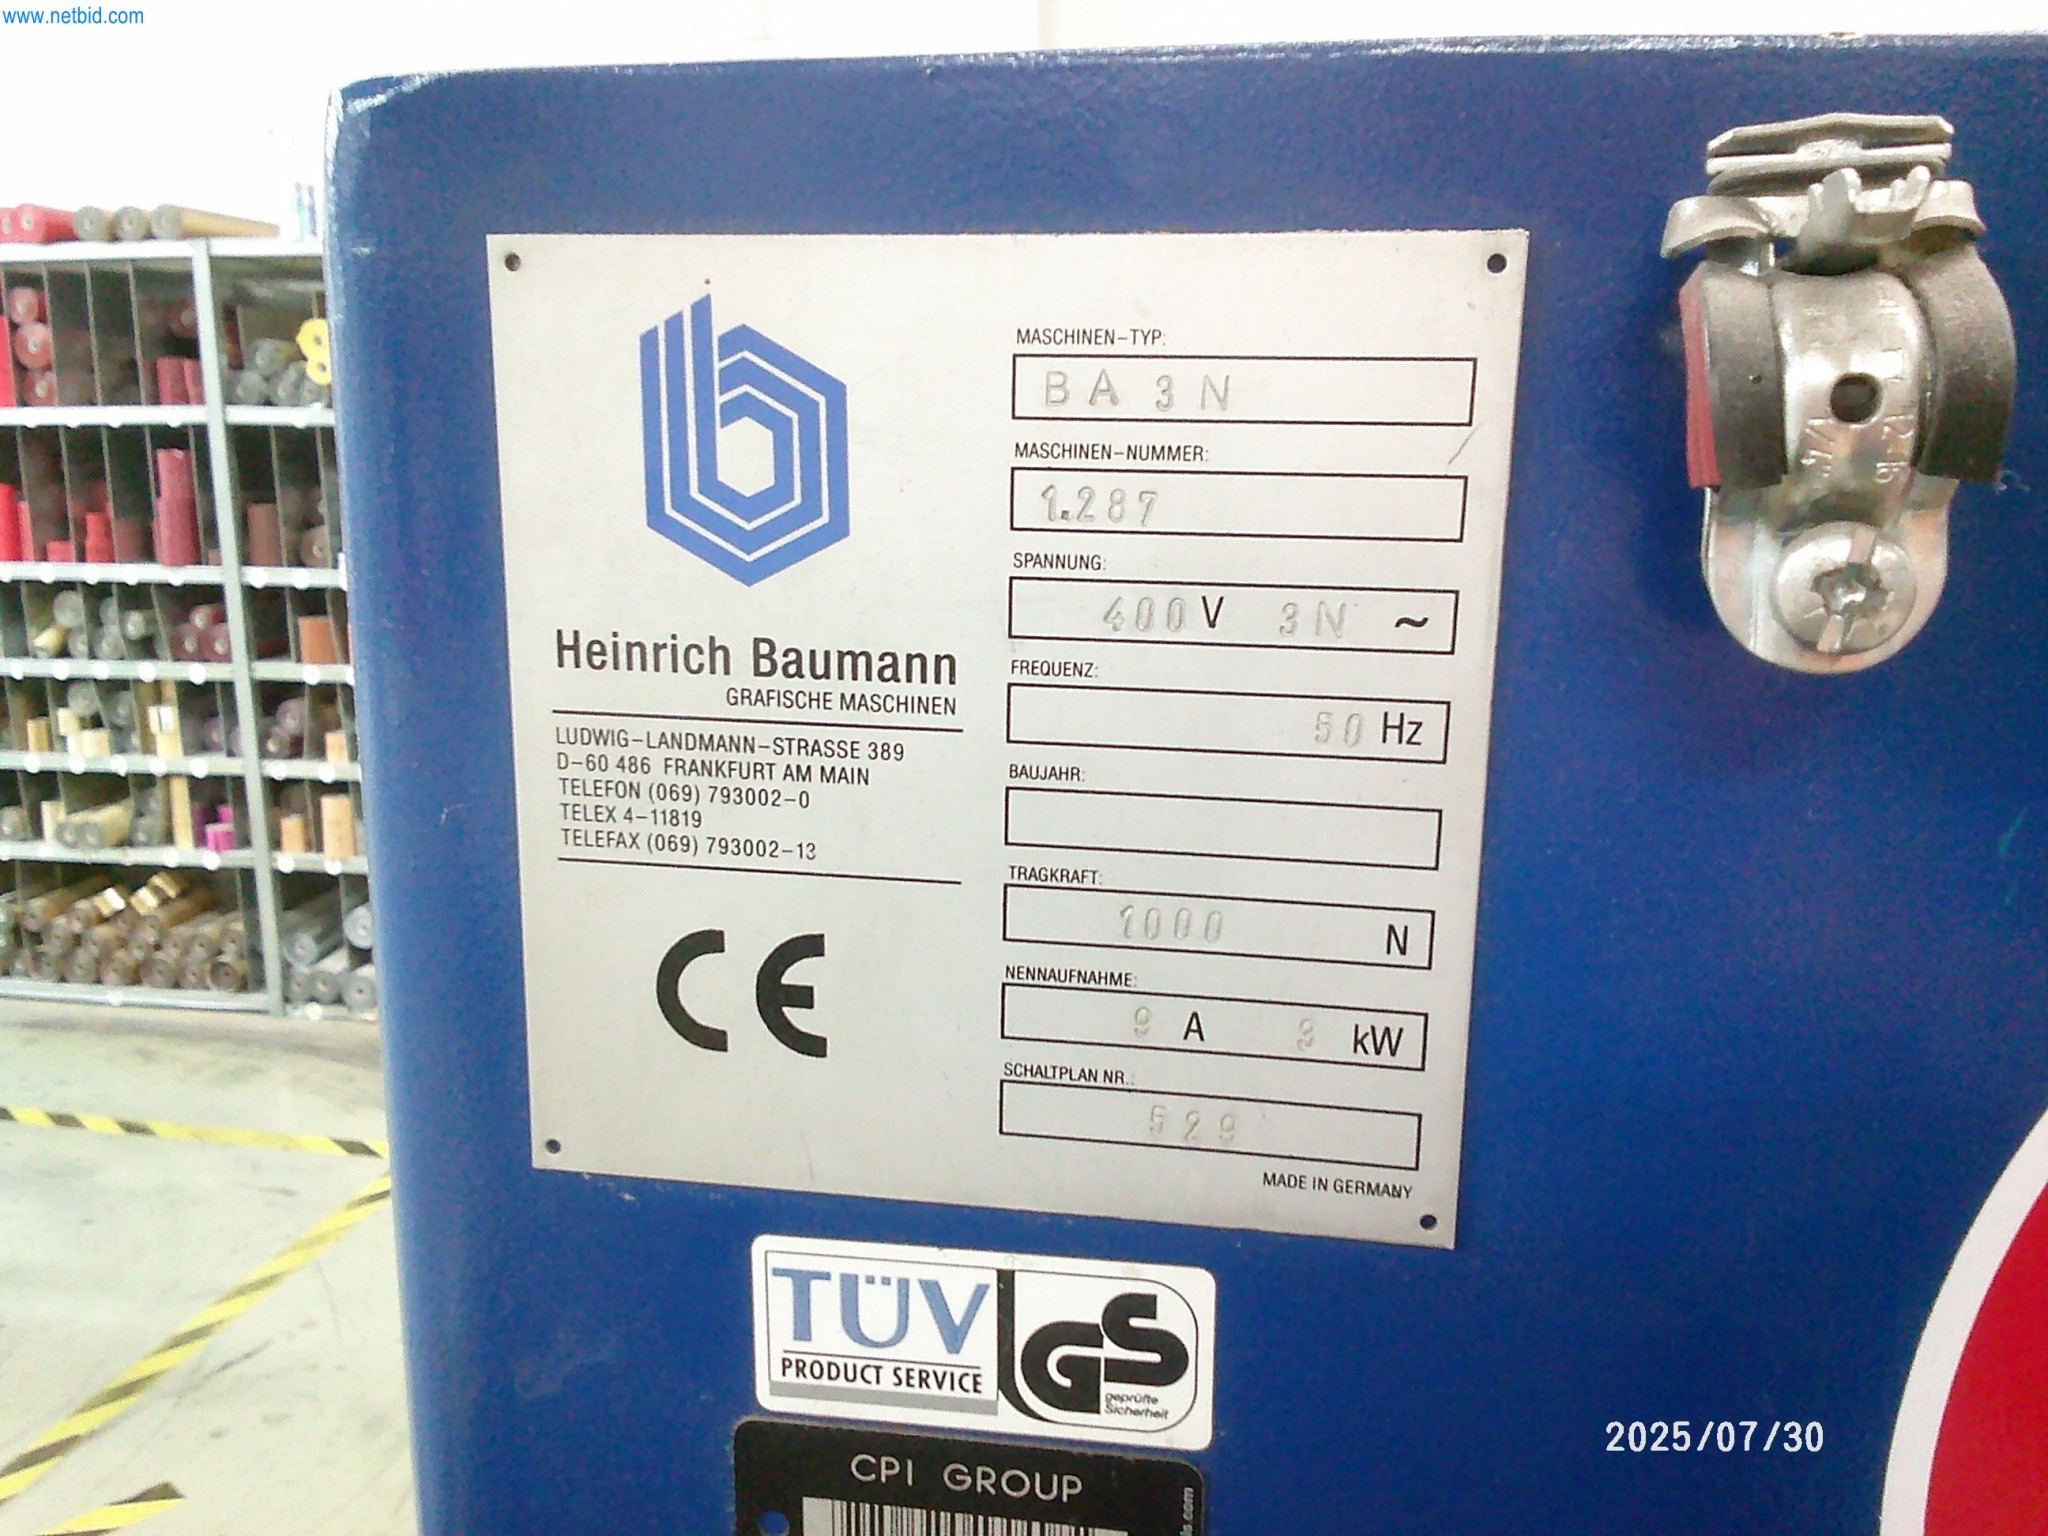 www.netbid.com
Heinrich Baumann
GRAFISCHE MASCHINEN
LUDWIG-LANDMANN-STRASSE 389
D-60 486 FRANKFURT AM MAIN
TELEFON (069) 793002-0
TELEX 4-11819
TELEFAX (069) 793002-13
CE
MASCHINEN-TYP:
BA 3N
MASCHINEN-NUMMER:
1.287
SPANNUNG:
400 V 3N ~
FREQUENZ:
50 Hz
BAUJAHR:
TRAGKRAFT:
1000 N
NENNAUFNAHME:
9 A 3 kW
SCHALTPLAN NR.:
529
MADE IN GERMANY
TÜV
PRODUCT SERVICE
GS
geprüfte
Sicherheit
CPI GROUP
2025/07/30